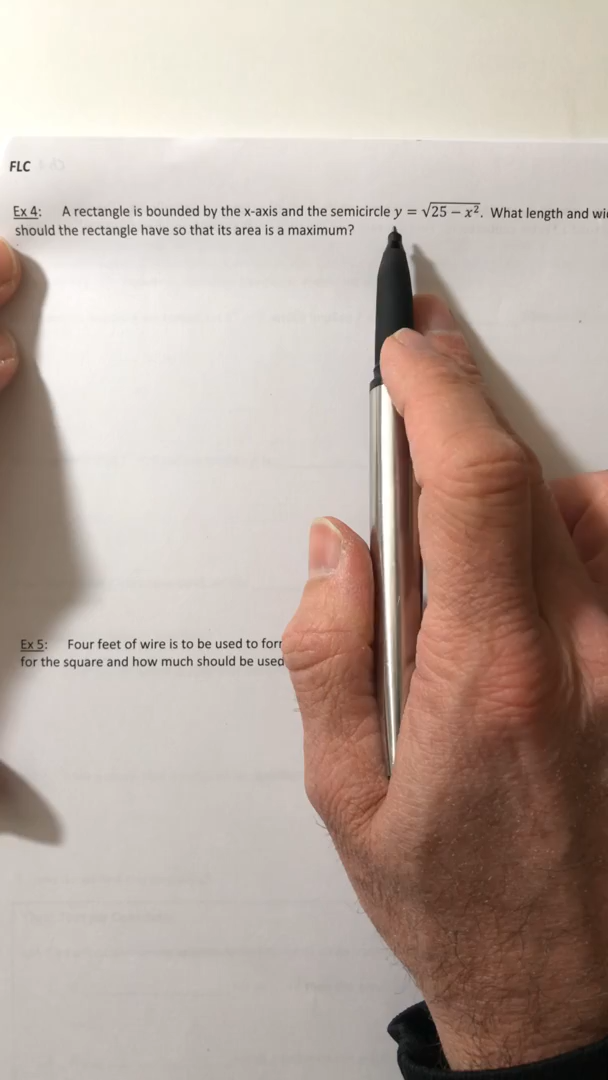 FLC
Ex 4: A rectangle is bounded by the x-axis and the semicircle y = √25 − x². What length and
should the rectangle have so that its area is a maximum?
Ex 5: Four feet of wire is to be used to
for the square and how much should be used